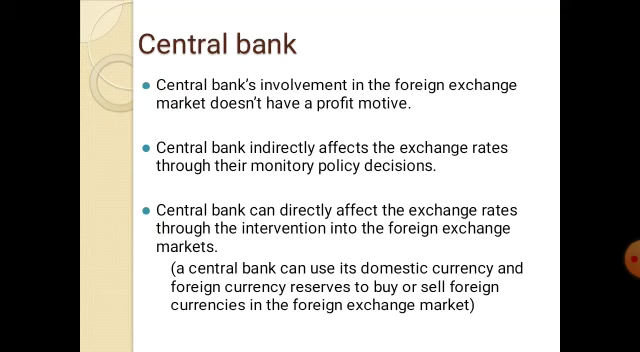 Central bank
Central bank's involvement in the foreign exchange
market doesn't have a profit motive.
Central bank indirectly affects the exchange rates
through their monitory policy decisions.
Central bank can directly affect the exchange rates
through the intervention into the foreign exchange
markets.
(a central bank can use its domestic currency and
foreign currency reserves to buy or sell foreign
currencies in the foreign exchange market)